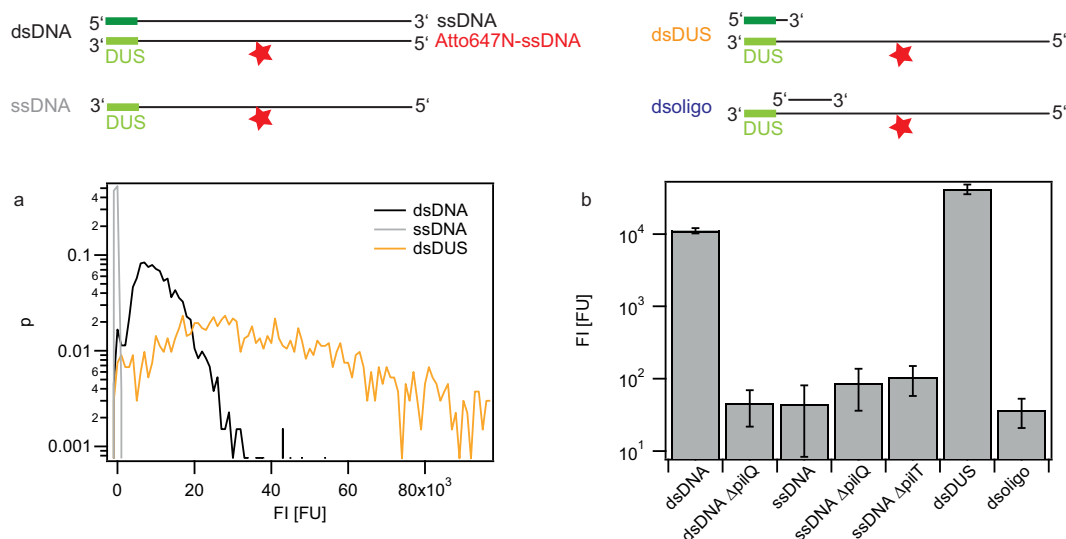 dsDNA
5‘ 3‘ ssDNA
3‘ 5‘ Atto647N-ssDNA
DUS
ssDNA
3‘ 5‘
DUS
dsDUS
5‘ 3‘
3‘ 5‘
DUS
dsoligo
5‘ 3‘
3‘ 5‘
DUS
a
p
4
2
0.1
6
4
2
0.01
6
4
2
0.001
dsDNA
ssDNA
dsDUS
0 20 40 60 80x10³
FI [FU]
b
FI [FU]
10⁴
10³
10²
10¹
dsDNA
dsDNA ΔpilQ
ssDNA
ssDNA ΔpilQ
ssDNA ΔpilT
dsDUS
dsoligo